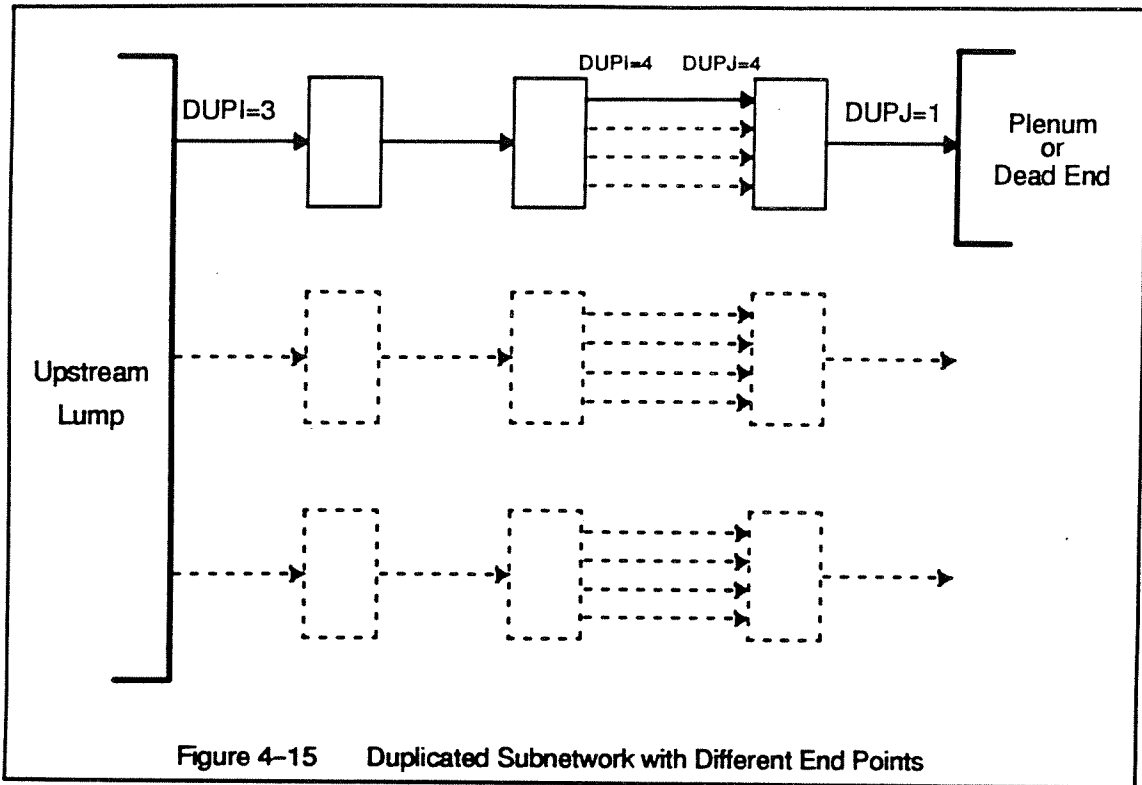 DUPI=4 DUPJ=4
DUPI=3
DUPJ=1
Plenum
or
Dead End
Upstream
Lump
Figure 4–15 Duplicated Subnetwork with Different End Points